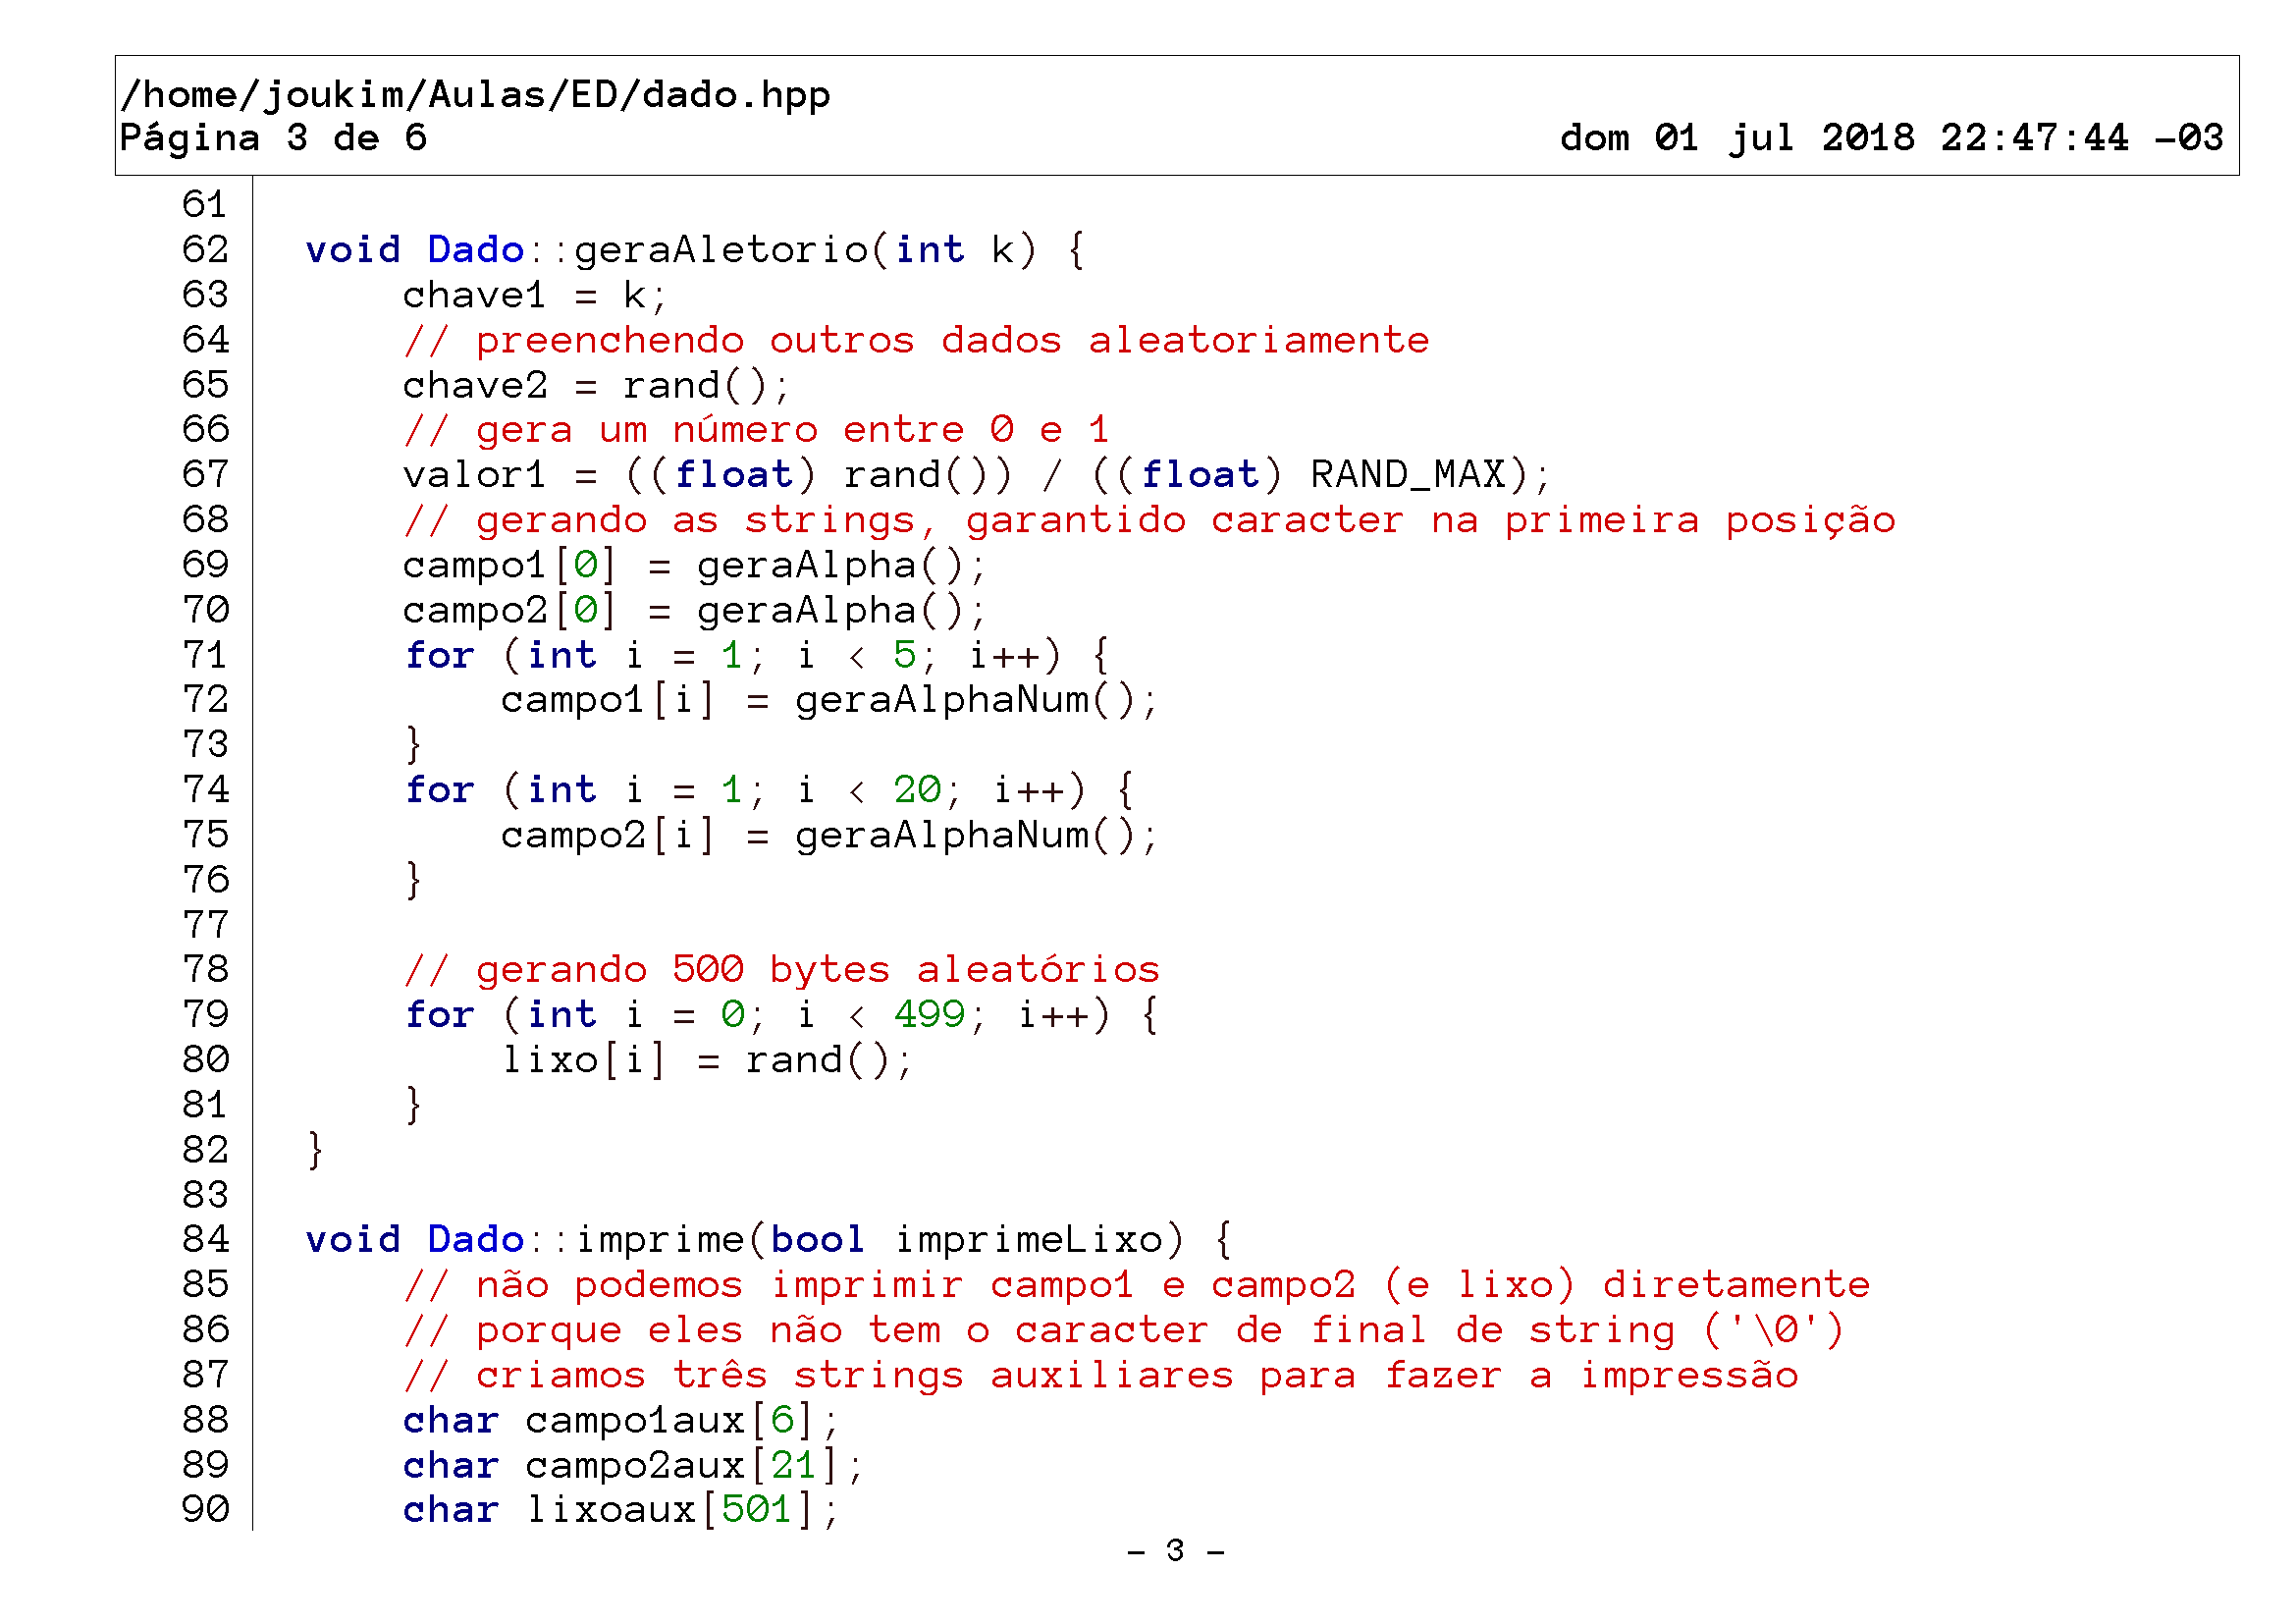 /home/joukim/Aulas/ED/dado.hpp
Página 3 de 6 dom 01 jul 2018 22:47:44 -03
61
62 void Dado::geraAletorio(int k) {
63 chave1 = k;
64 // preenchendo outros dados aleatoriamente
65 chave2 = rand();
66 // gera um número entre 0 e 1
67 valor1 = ((float) rand()) / ((float) RAND_MAX);
68 // gerando as strings, garantido caracter na primeira posição
69 campo1[0] = geraAlpha();
70 campo2[0] = geraAlpha();
71 for (int i = 1; i < 5; i++) {
72 campo1[i] = geraAlphaNum();
73 }
74 for (int i = 1; i < 20; i++) {
75 campo2[i] = geraAlphaNum();
76 }
77
78 // gerando 500 bytes aleatórios
79 for (int i = 0; i < 499; i++) {
80 lixo[i] = rand();
81 }
82 }
83
84 void Dado::imprime(bool imprimeLixo) {
85 // não podemos imprimir campo1 e campo2 (e lixo) diretamente
86 // porque eles não tem o caracter de final de string ('\0')
87 // criamos três strings auxiliares para fazer a impressão
88 char campo1aux[6];
89 char campo2aux[21];
90 char lixoaux[501];
– 3 –